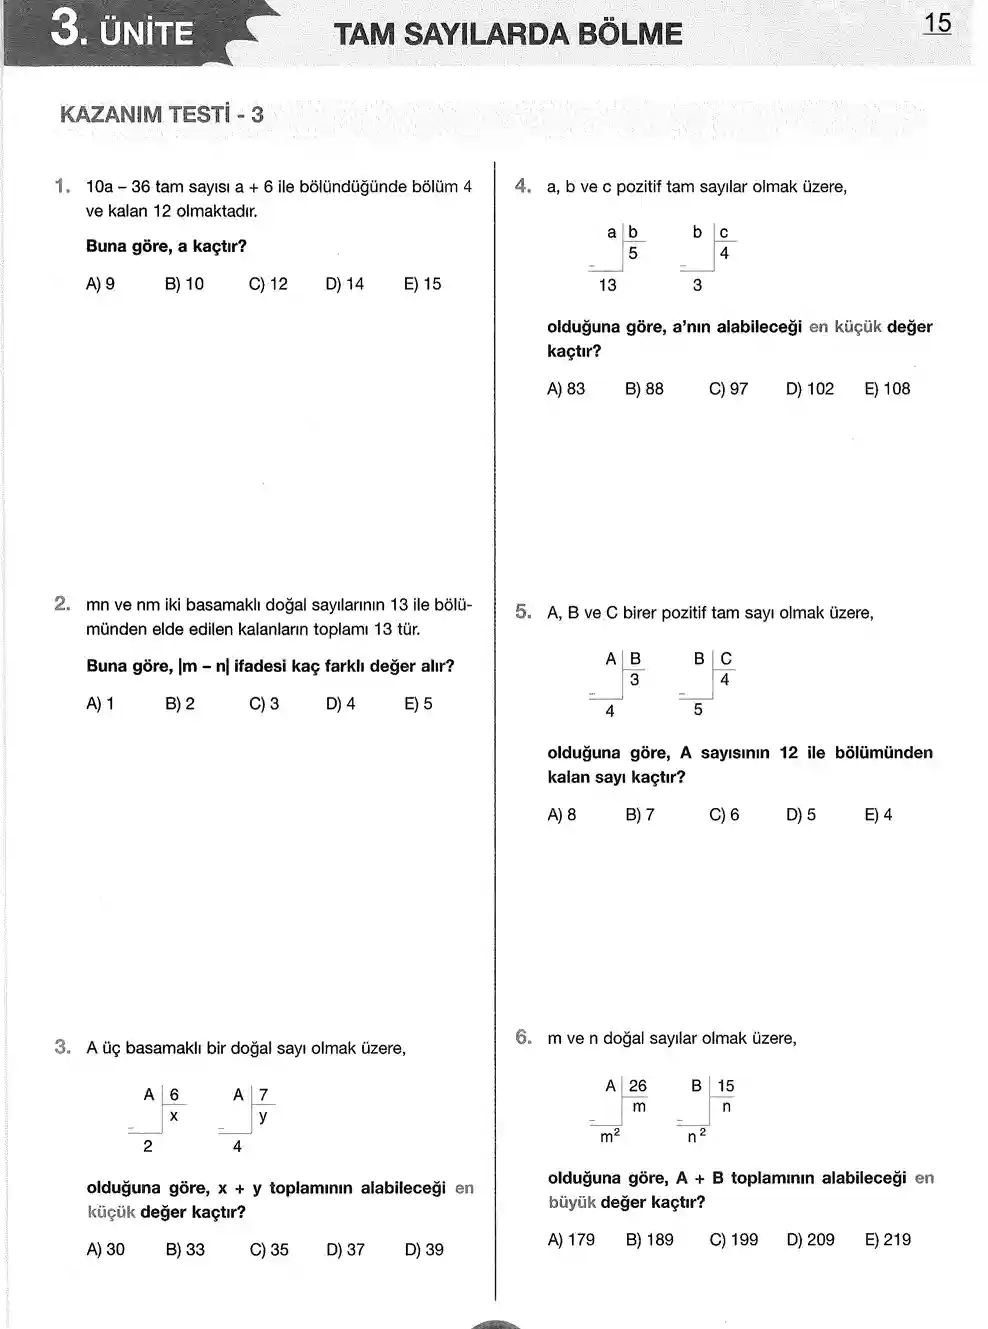 3. ÜNİTE
TAM SAYILARDA BÖLME
15
KAZANIM TESTİ - 3
1. 10a – 36 tam sayısı a + 6 ile bölündüğünde bölüm 4
ve kalan 12 olmaktadır.
Buna göre, a kaçtır?
A) 9 B) 10 C) 12 D) 14 E) 15
2. mn ve nm iki basamaklı doğal sayılarının 13 ile bölü-
münden elde edilen kalanların toplamı 13 tür.
Buna göre, |m – n| ifadesi kaç farklı değer alır?
A) 1 B) 2 C) 3 D) 4 E) 5
3. A üç basamaklı bir doğal sayı olmak üzere,
A 6 A 7
x y
2 4
olduğuna göre, x + y toplamının alabileceği en
küçük değer kaçtır?
A) 30 B) 33 C) 35 D) 37 D) 39
4. a, b ve c pozitif tam sayılar olmak üzere,
a b b c
5 4
13 3
olduğuna göre, a'nın alabileceği en küçük değer
kaçtır?
A) 83 B) 88 C) 97 D) 102 E) 108
5. A, B ve C birer pozitif tam sayı olmak üzere,
A B B C
3 4
4 5
olduğuna göre, A sayısının 12 ile bölümünden
kalan sayı kaçtır?
A) 8 B) 7 C) 6 D) 5 E) 4
6. m ve n doğal sayılar olmak üzere,
A 26 B 15
m n
m² n²
olduğuna göre, A + B toplamının alabileceği en
büyük değer kaçtır?
A) 179 B) 189 C) 199 D) 209 E) 219